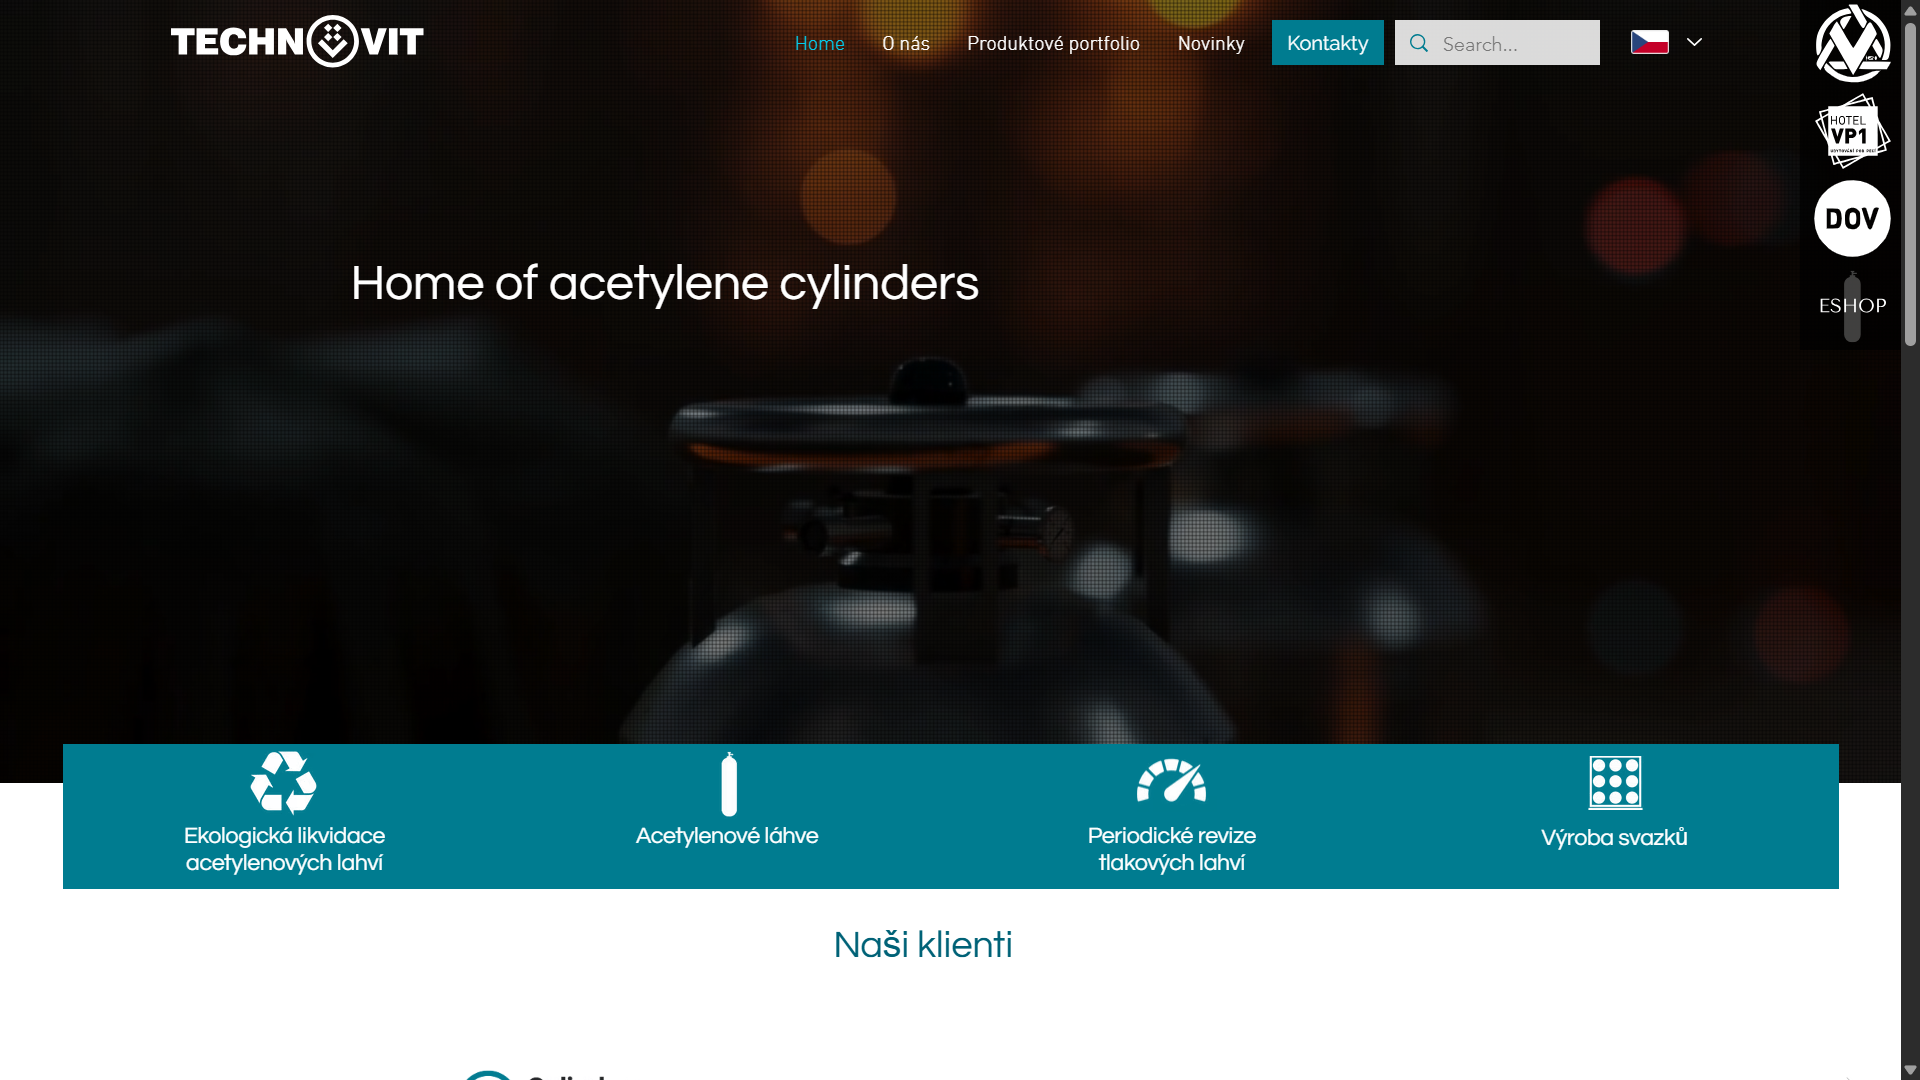 TECHNOVIT
Home
O nás
Produktové portfolio
Novinky
Kontakty
Search...
HOTEL
VP1
DOV
ESHOP
Home of acetylene cylinders
Ekologická likvidace
acetylenových lahví
Acetylenové láhve
Periodické revize
tlakových lahví
Výroba svazků
Naši klienti